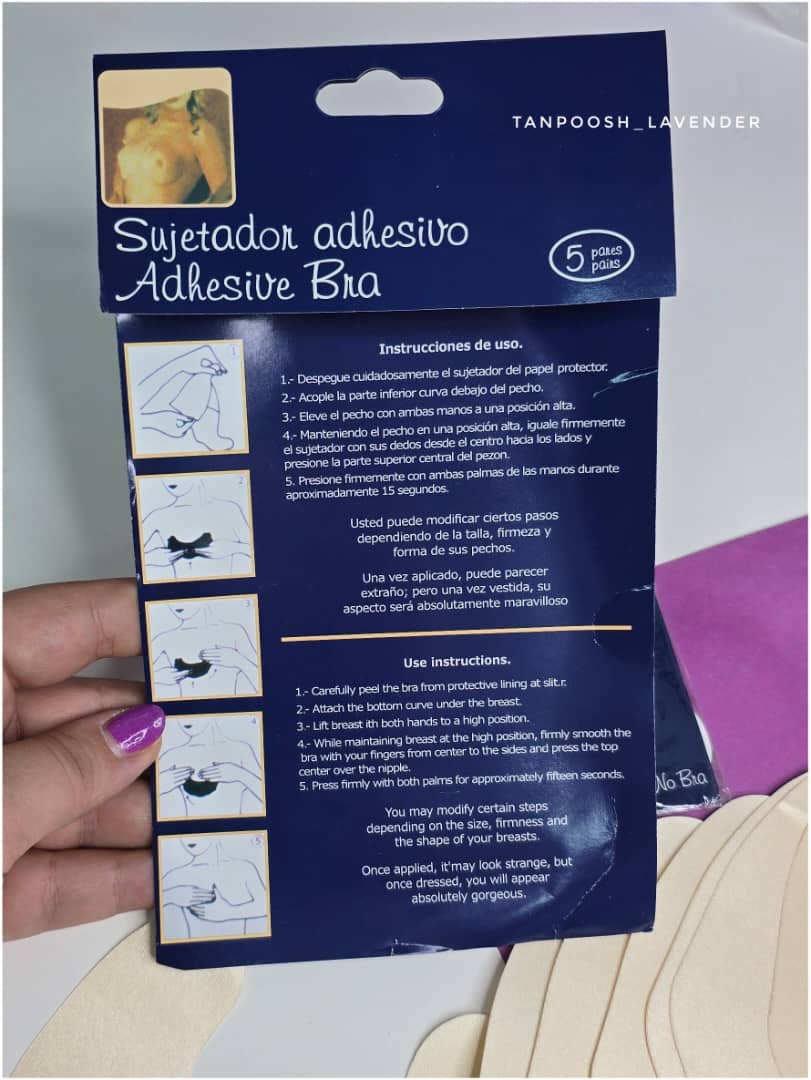 TANPOOSH_LAVENDER
Sujetador adhesivo
Adhesive Bra
5 pares
pairs
1
Instrucciones de uso.
1.- Despegue cuidadosamente el sujetador del papel protector.
2.- Acople la parte inferior curva debajo del pecho.
3.- Eleve el pecho con ambas manos a una posición alta.
4.- Manteniendo el pecho en una posición alta, iguale firmemente
el sujetador con sus dedos desde el centro hacia los lados y
presione la parte superior central del pezon.
5. Presione firmemente con ambas palmas de las manos durante
aproximadamente 15 segundos.
2
Usted puede modificar ciertos pasos
dependiendo de la talla, firmeza y
forma de sus pechos.
Una vez aplicado, puede parecer
extraño; pero una vez vestida, su
aspecto será absolutamente maravilloso
3
Use instructions.
1.- Carefully peel the bra from protective lining at slit.r.
2.- Attach the bottom curve under the breast.
3.- Lift breast ith both hands to a high position.
4.- While maintaining breast at the high position, firmly smooth the
bra with your fingers from center to the sides and press the top
center over the nipple.
5. Press firmly with both palms for approximately fifteen seconds.
4
No Bra
You may modify certain steps
depending on the size, firmness and
the shape of your breasts.
5
Once applied, it'may look strange, but
once dressed, you will appear
absolutely gorgeous.